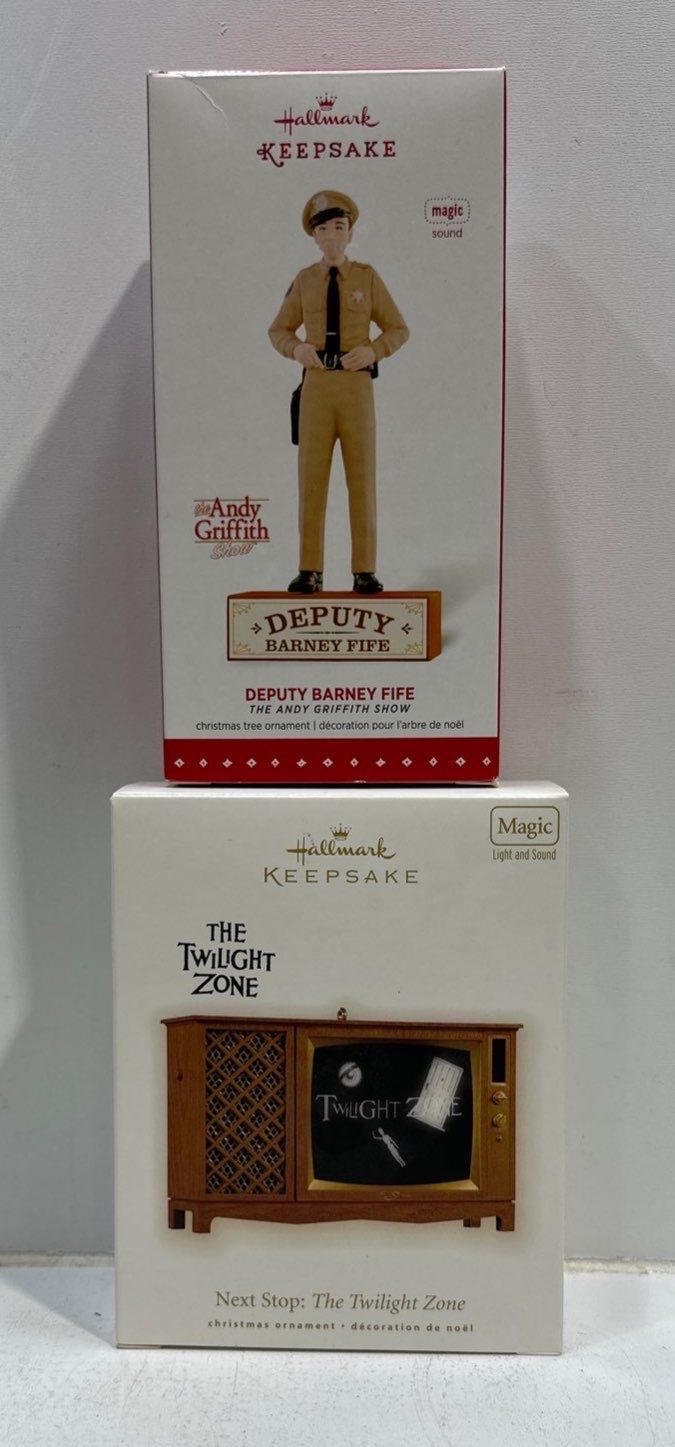 Hallmark
KEEPSAKE
magic
sound
the Andy
Griffith
Show
DEPUTY
BARNEY FIFE
DEPUTY BARNEY FIFE
THE ANDY GRIFFITH SHOW
christmas tree ornament | décoration pour l'arbre de noël
Hallmark
KEEPSAKE
Magic
Light and Sound
THE
TWILIGHT
ZONE
TWILIGHT ZONE
Next Stop: The Twilight Zone
christmas ornament • décoration de noël